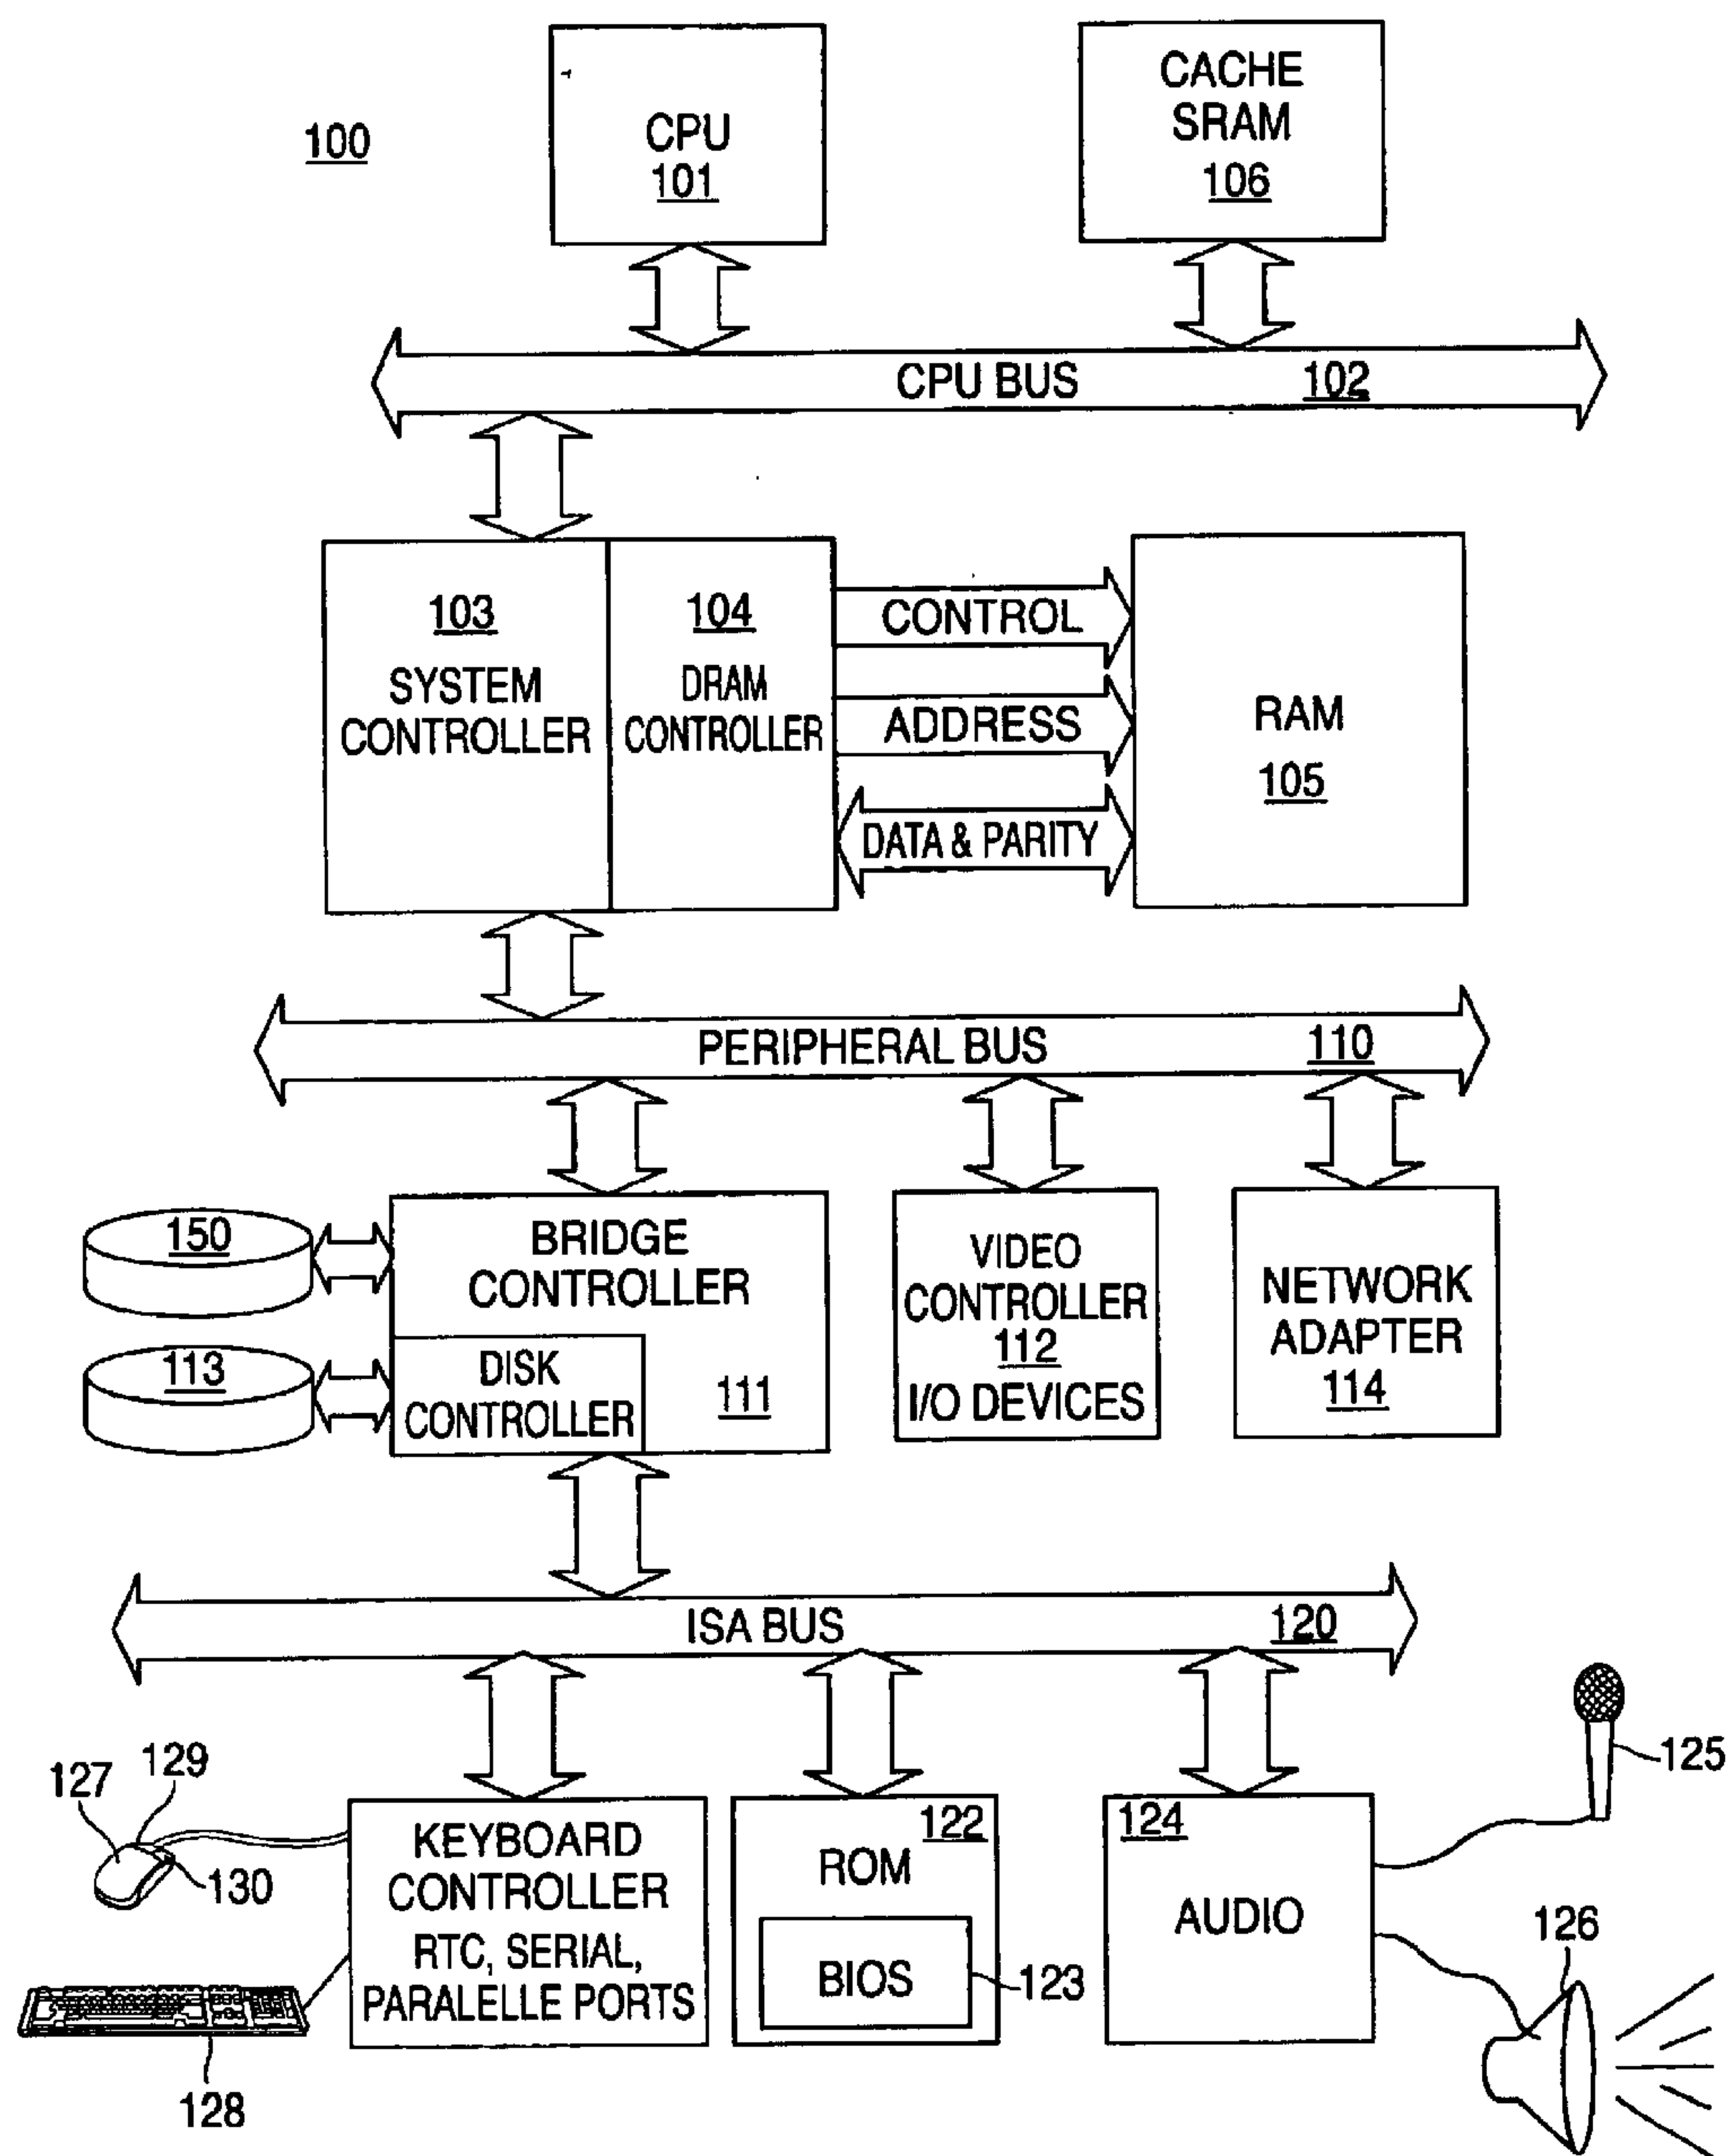 100
CPU
101
CACHE
SRAM
106
CPU BUS 102
103
SYSTEM
CONTROLLER
104
DRAM
CONTROLLER
CONTROL
ADDRESS
DATA & PARITY
RAM
105
PERIPHERAL BUS 110
150
113
BRIDGE
CONTROLLER
DISK
CONTROLLER
111
VIDEO
CONTROLLER
112
I/O DEVICES
NETWORK
ADAPTER
114
ISA BUS 120
127
129
130
128
KEYBOARD
CONTROLLER
RTC, SERIAL,
PARALELLE PORTS
122
ROM
BIOS
123
124
AUDIO
125
126